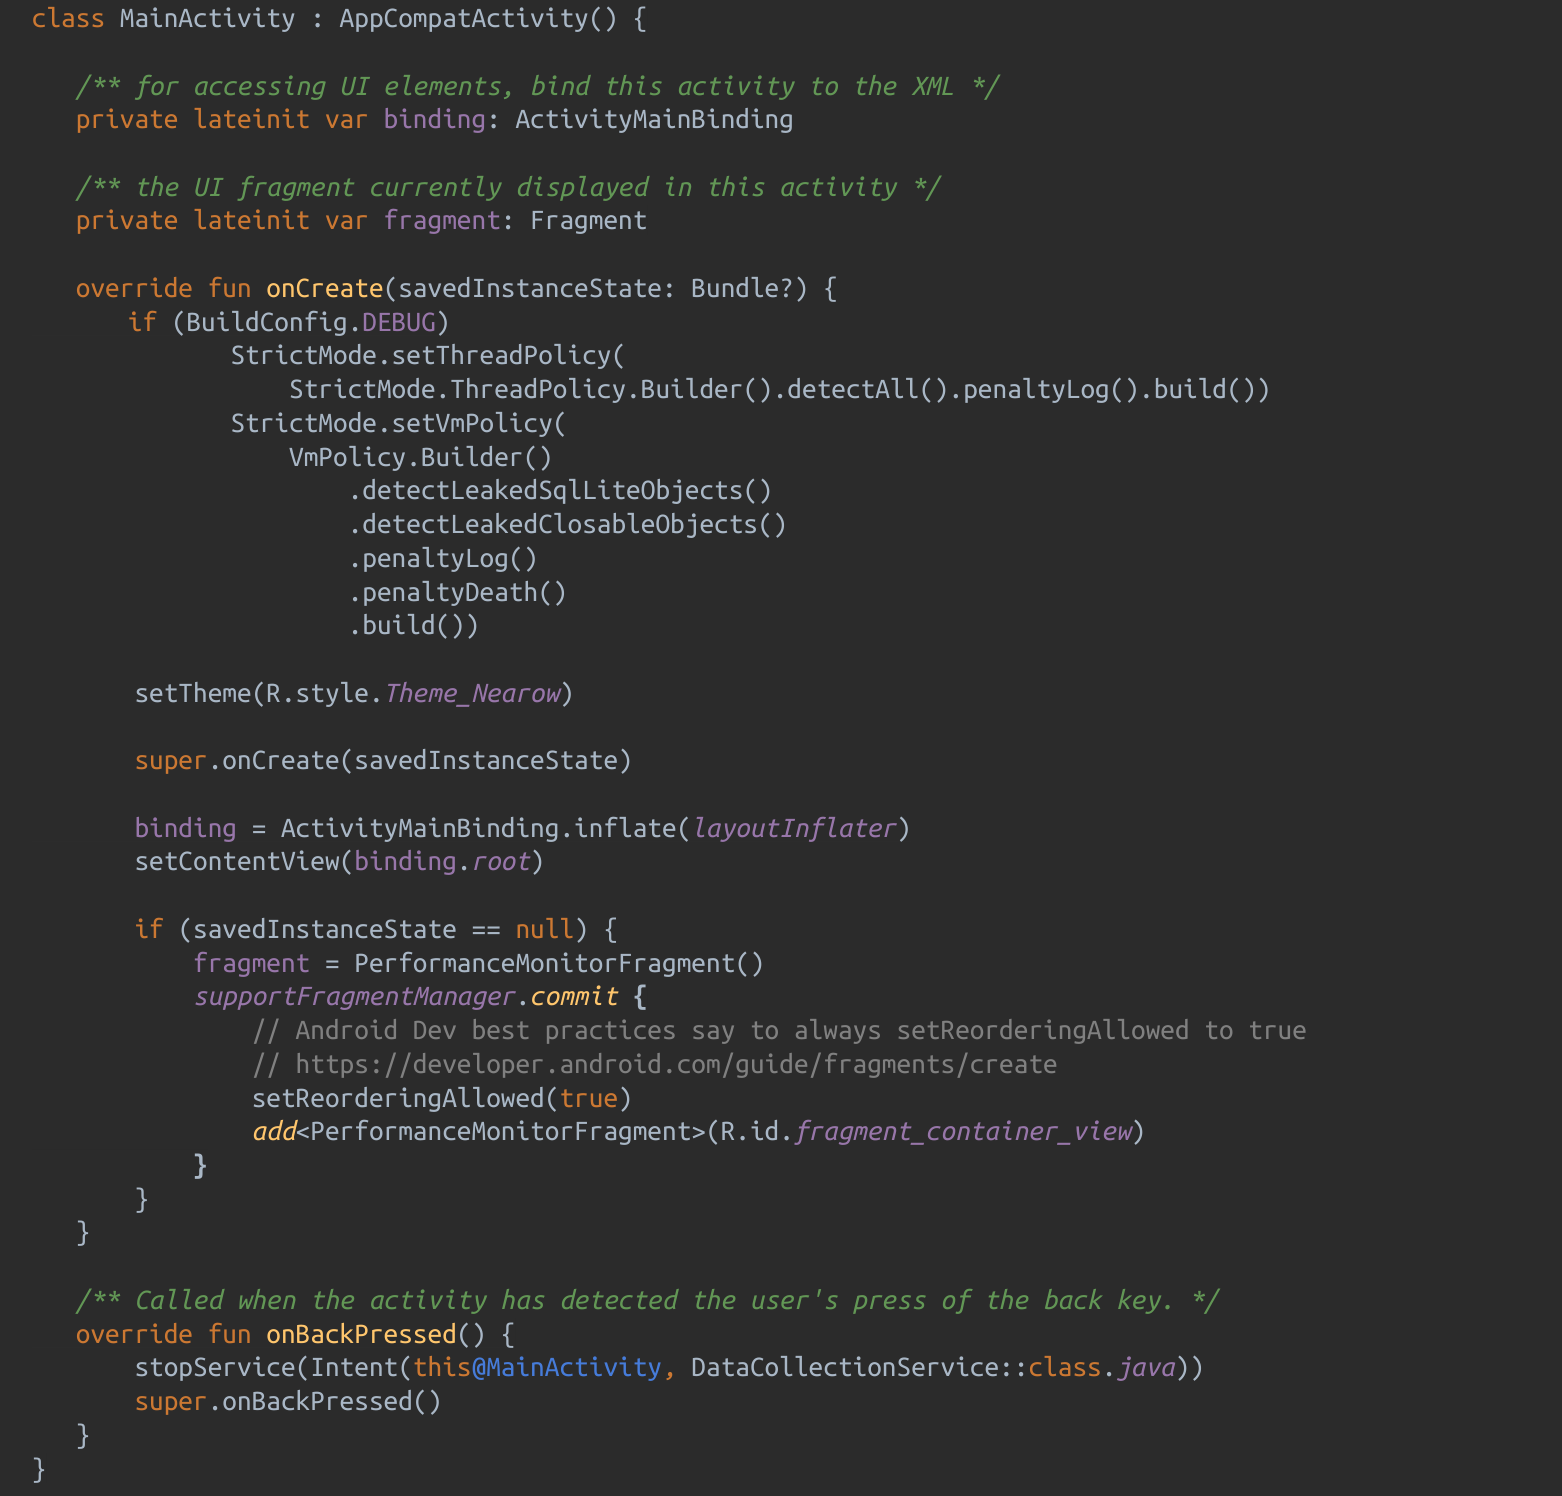 class MainActivity : AppCompatActivity() {
/** for accessing UI elements, bind this activity to the XML */
private lateinit var binding: ActivityMainBinding
/** the UI fragment currently displayed in this activity */
private lateinit var fragment: Fragment
override fun onCreate(savedInstanceState: Bundle?) {
if (BuildConfig.DEBUG)
StrictMode.setThreadPolicy(
StrictMode.ThreadPolicy.Builder().detectAll().penaltyLog().build())
StrictMode.setVmPolicy(
VmPolicy.Builder()
.detectLeakedSqlLiteObjects()
.detectLeakedClosableObjects()
.penaltyLog()
.penaltyDeath()
.build())
setTheme(R.style.Theme_Nearow)
super.onCreate(savedInstanceState)
binding = ActivityMainBinding.inflate(layoutInflater)
setContentView(binding.root)
if (savedInstanceState == null) {
fragment = PerformanceMonitorFragment()
supportFragmentManager.commit {
// Android Dev best practices say to always setReorderingAllowed to true
// https://developer.android.com/guide/fragments/create
setReorderingAllowed(true)
add<PerformanceMonitorFragment>(R.id.fragment_container_view)
}
}
}
/** Called when the activity has detected the user's press of the back key. */
override fun onBackPressed() {
stopService(Intent(this@MainActivity, DataCollectionService::class.java))
super.onBackPressed()
}
}